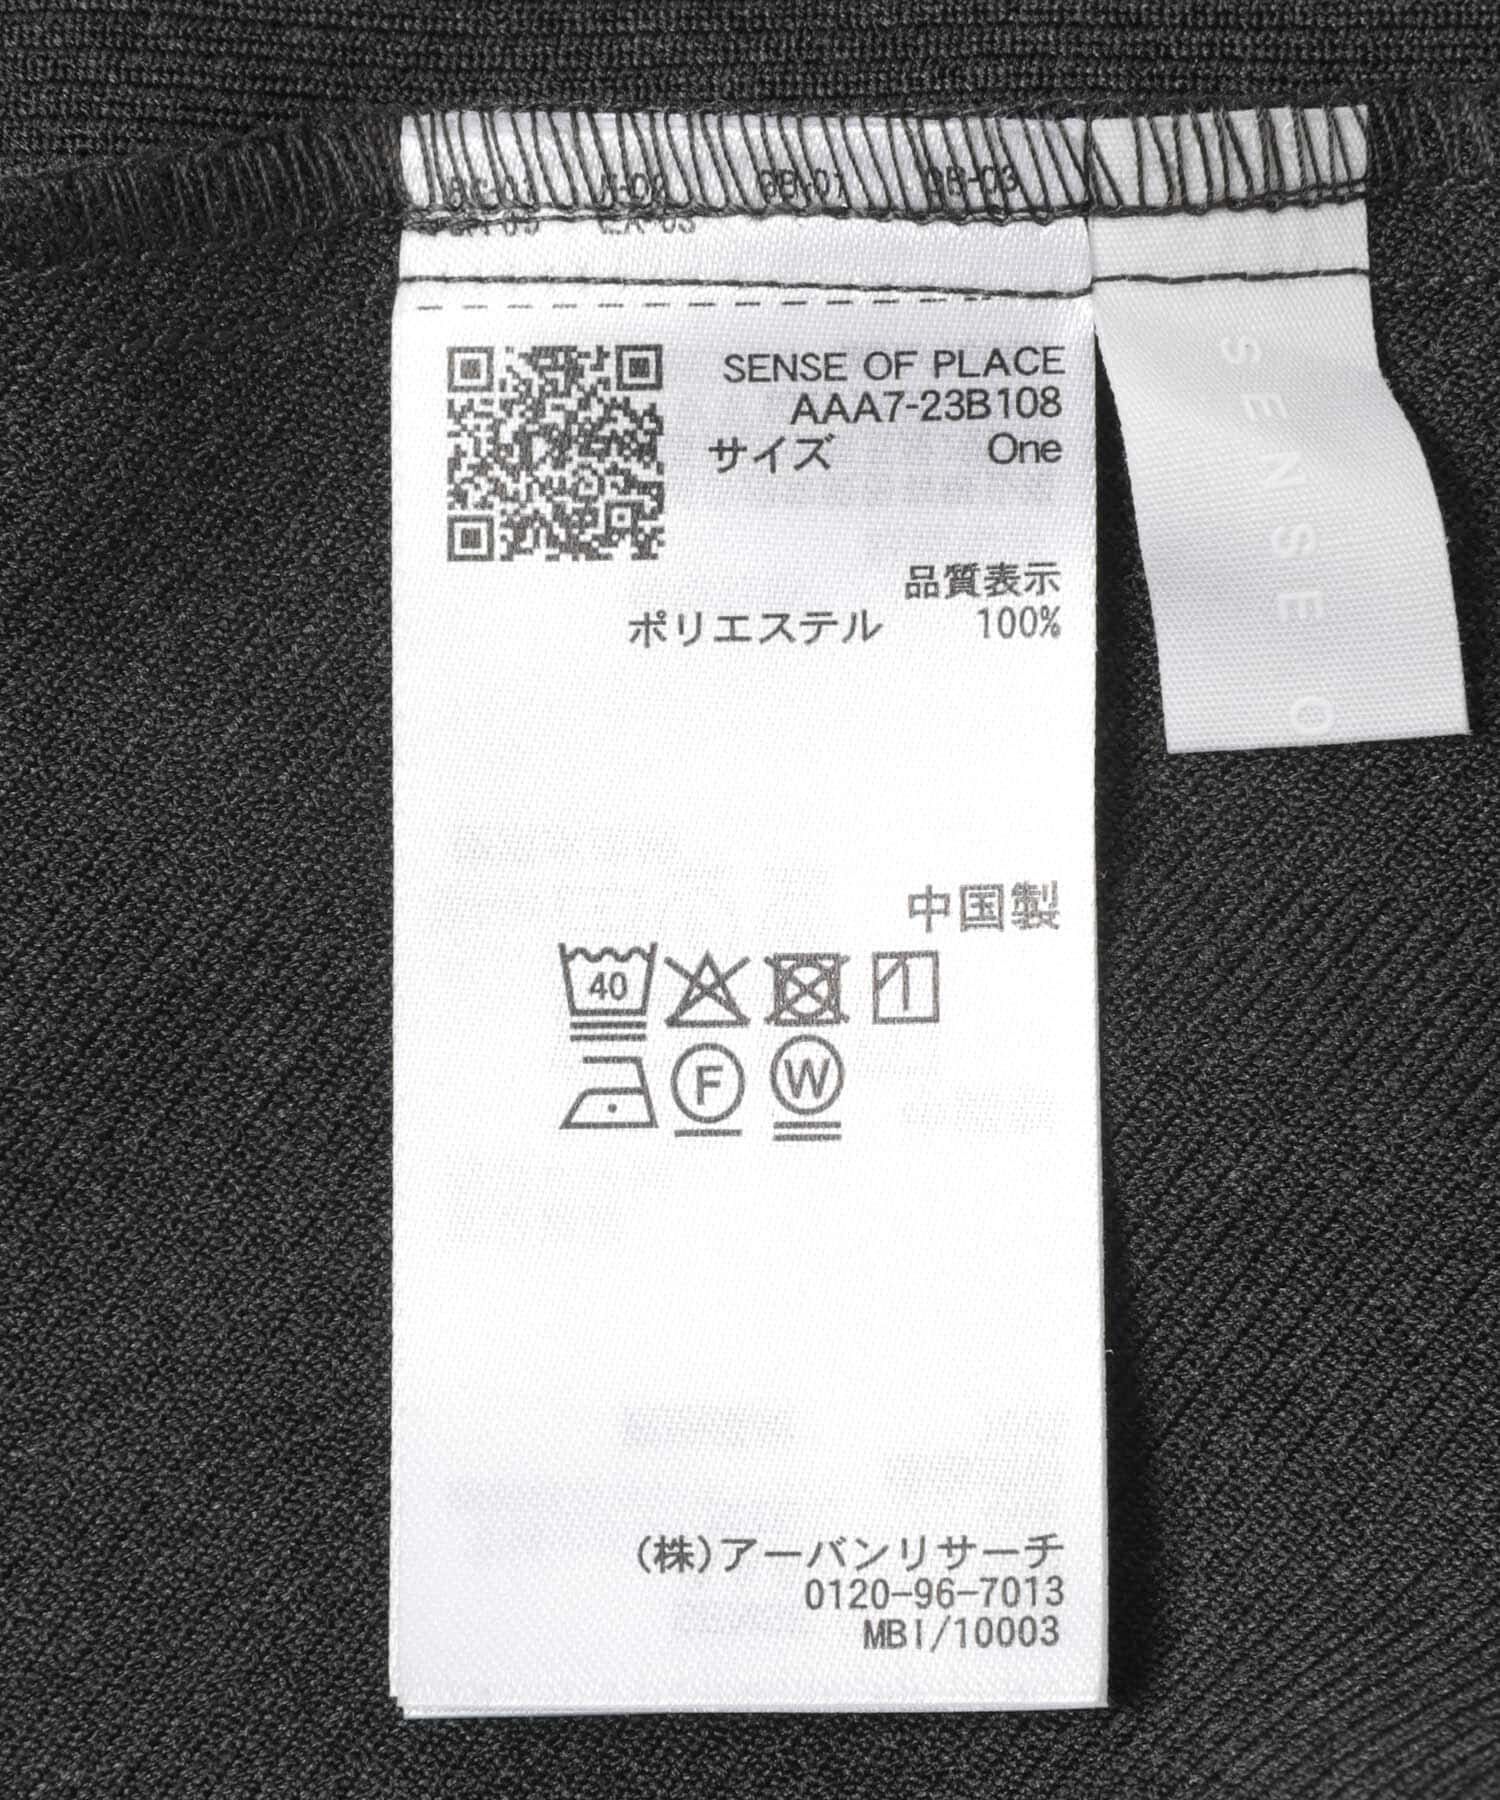 SENSE OF PLACE
AAA7-23B108
サイズ One
品質表示
ポリエステル 100%
中国製
40
F W
(株)アーバンリサーチ
0120-96-7013
MBI/10003
SENSE O